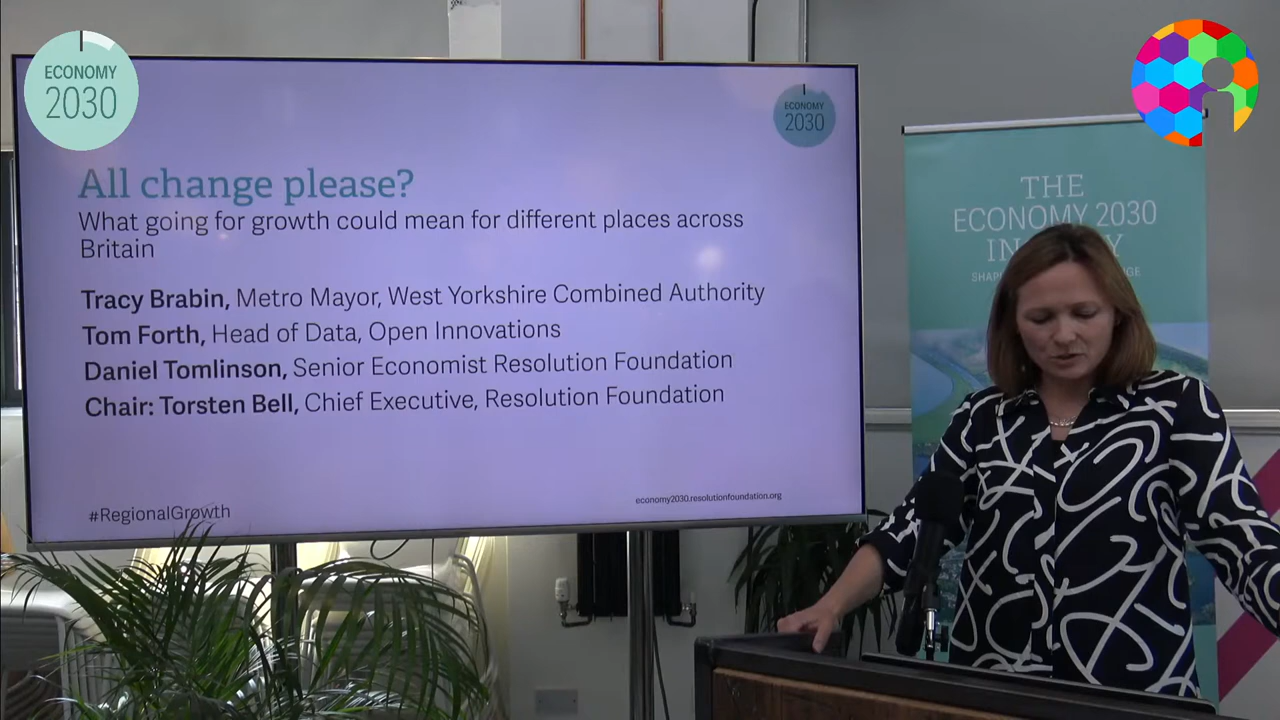 ECONOMY
2030
ECONOMY
2030
All change please?
What going for growth could mean for different places across
Britain
Tracy Brabin, Metro Mayor, West Yorkshire Combined Authority
Tom Forth, Head of Data, Open Innovations
Daniel Tomlinson, Senior Economist Resolution Foundation
Chair: Torsten Bell, Chief Executive, Resolution Foundation
economy2030.resolutionfoundation.org
#RegionalGrowth
THE
ECONOMY 2030